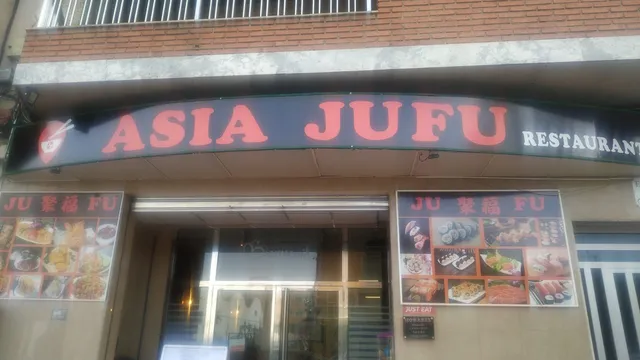 ASIA JUFU RESTAURANT
JU 聚福 FU
JU 聚福 FU
JUST EAT